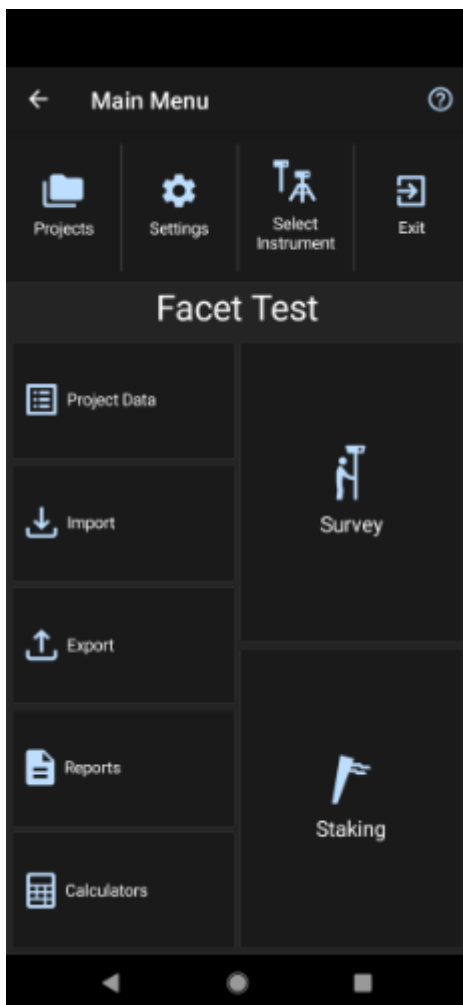 Main Menu
Projects
Settings
Select
Instrument
Exit
Facet Test
Project Data
Import
Export
Reports
Calculators
Survey
Staking